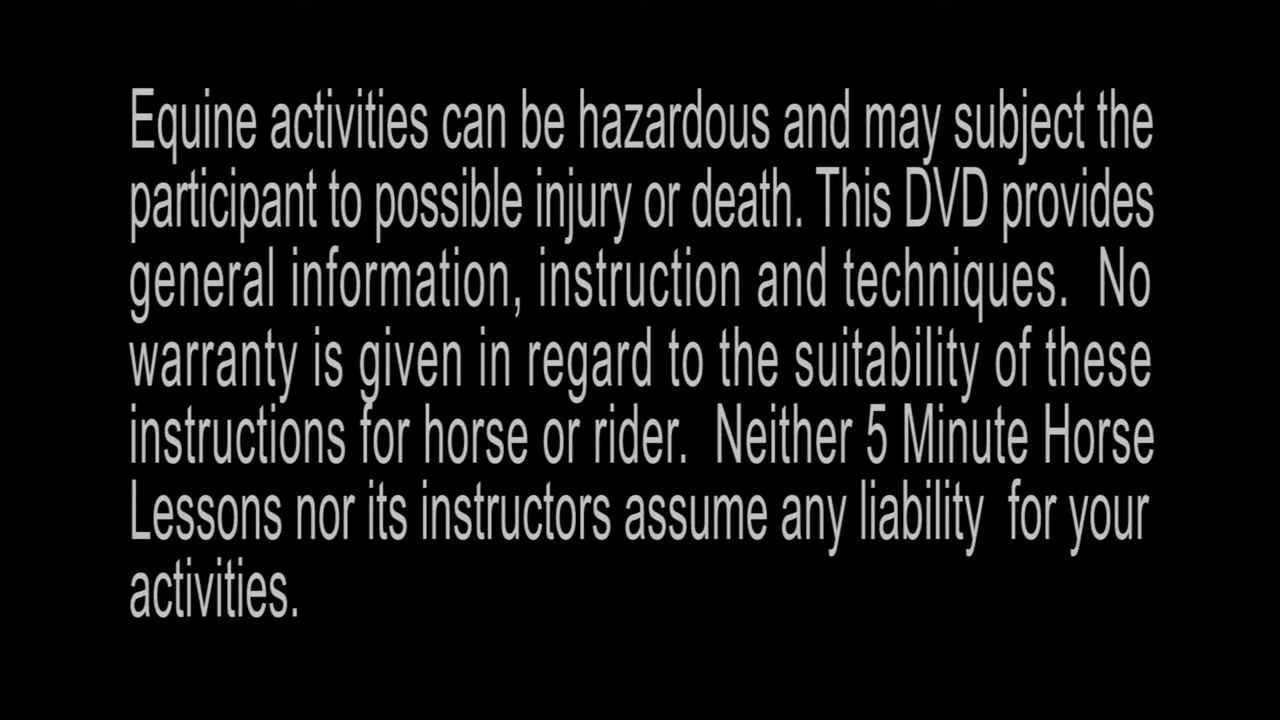 Equine activities can be hazardous and may subject the
participant to possible injury or death. This DVD provides
general information, instruction and techniques.  No
warranty is given in regard to the suitability of these
instructions for horse or rider.  Neither 5 Minute Horse
Lessons nor its instructors assume any liability  for your
activities.